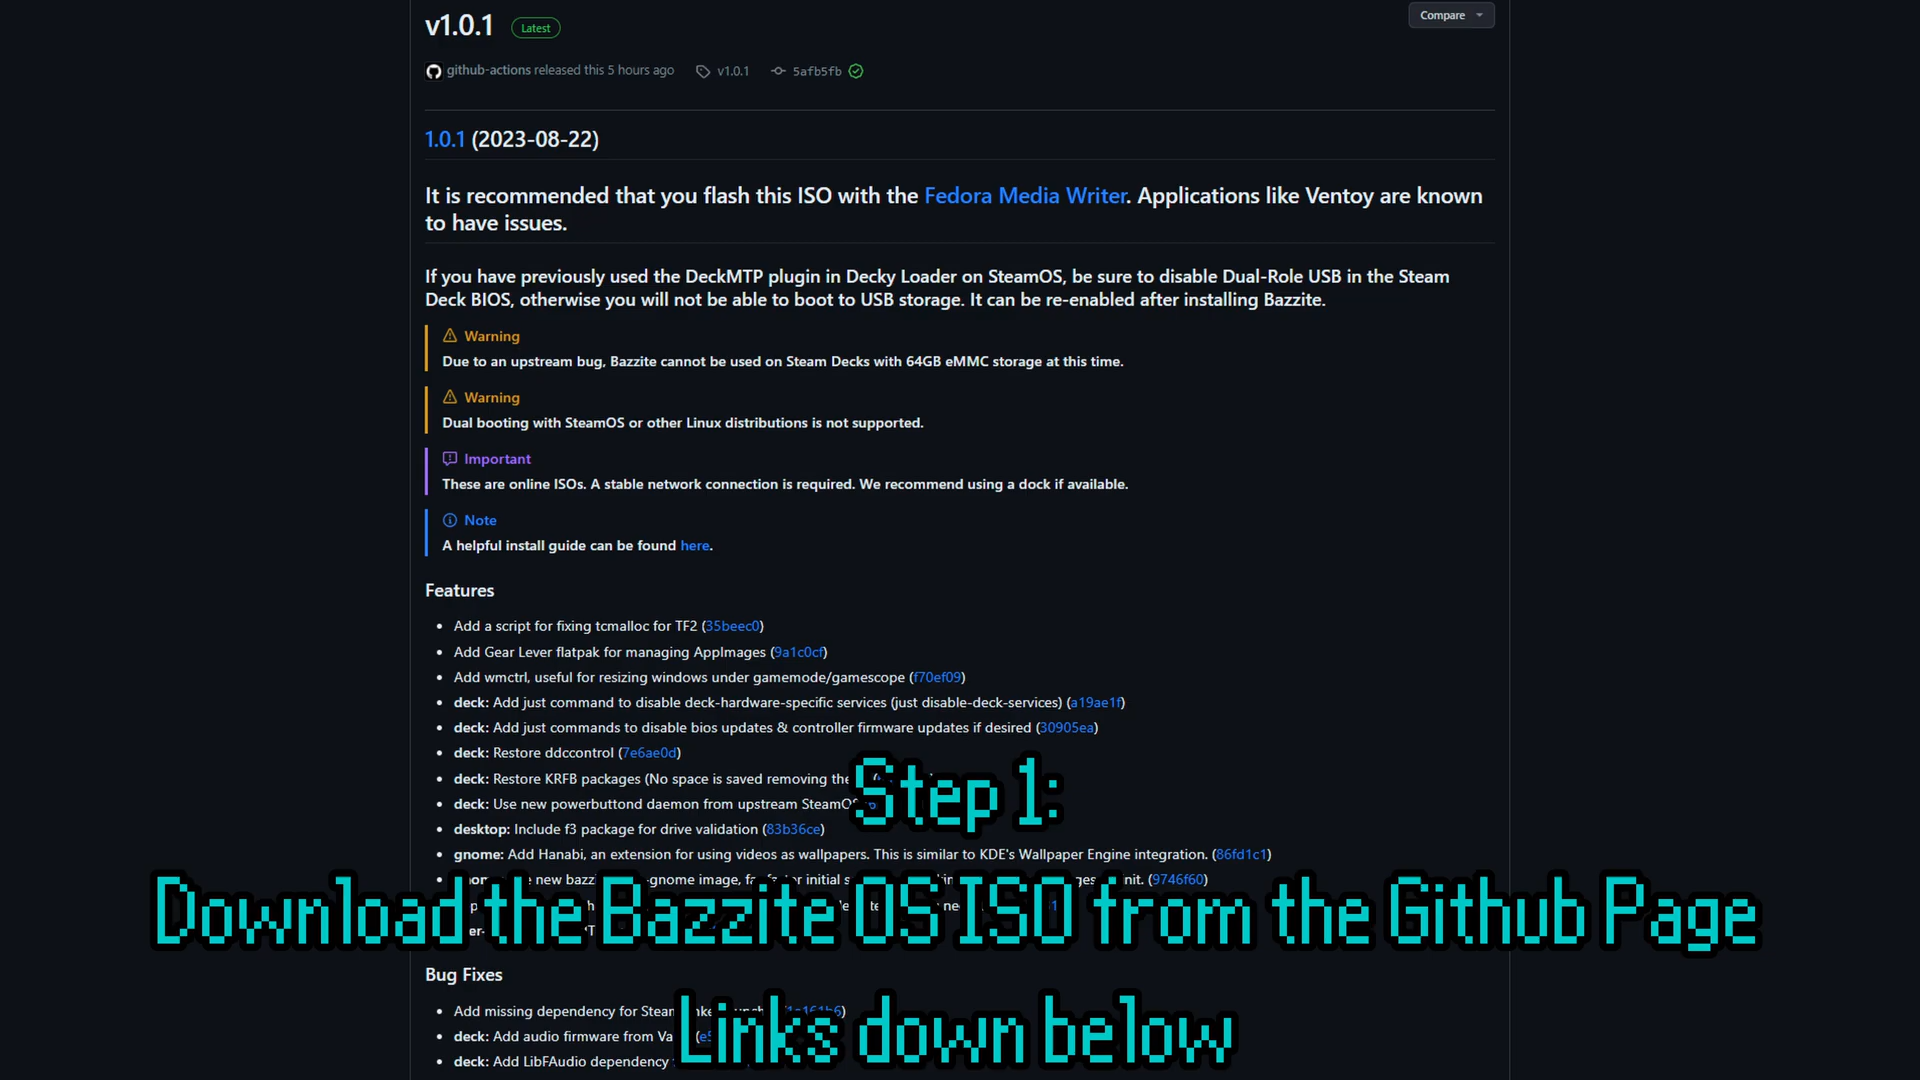 v1.0.1 Latest Compare
github-actions released this 5 hours ago v1.0.1 5afb5fb
1.0.1 (2023-08-22)
It is recommended that you flash this ISO with the Fedora Media Writer. Applications like Ventoy are known
to have issues.
If you have previously used the DeckMTP plugin in Decky Loader on SteamOS, be sure to disable Dual-Role USB in the Steam
Deck BIOS, otherwise you will not be able to boot to USB storage. It can be re-enabled after installing Bazzite.
Warning
Due to an upstream bug, Bazzite cannot be used on Steam Decks with 64GB eMMC storage at this time.
Warning
Dual booting with SteamOS or other Linux distributions is not supported.
Important
These are online ISOs. A stable network connection is required. We recommend using a dock if available.
Note
A helpful install guide can be found here.
Features
Add a script for fixing tcmalloc for TF2 (35beec0)
Add Gear Lever flatpak for managing AppImages (9a1c0cf)
Add wmctrl, useful for resizing windows under gamemode/gamescope (f70ef09)
deck: Add just command to disable deck-hardware-specific services (just disable-deck-services) (a19ae1f)
deck: Add just commands to disable bios updates & controller firmware updates if desired (30905ea)
deck: Restore ddccontrol (7e6ae0d)
deck: Restore KRFB packages (No space is saved removing
deck: Use new powerbuttond daemon from upstream SteamOS
Step 1:
desktop: Include f3 package for drive validation (83b36ce)
gnome: Add Hanabi, an extension for using videos as wallpapers. This is similar to KDE's Wallpaper Engine integration. (86fd1c1)
new gnome image, initial (9746f60)
Download the Bazzite OS ISO from the Github Page
Bug Fixes
Add missing dependency for
deck: Add audio firmware from
Links down below
deck: Add LibFAudio dependency